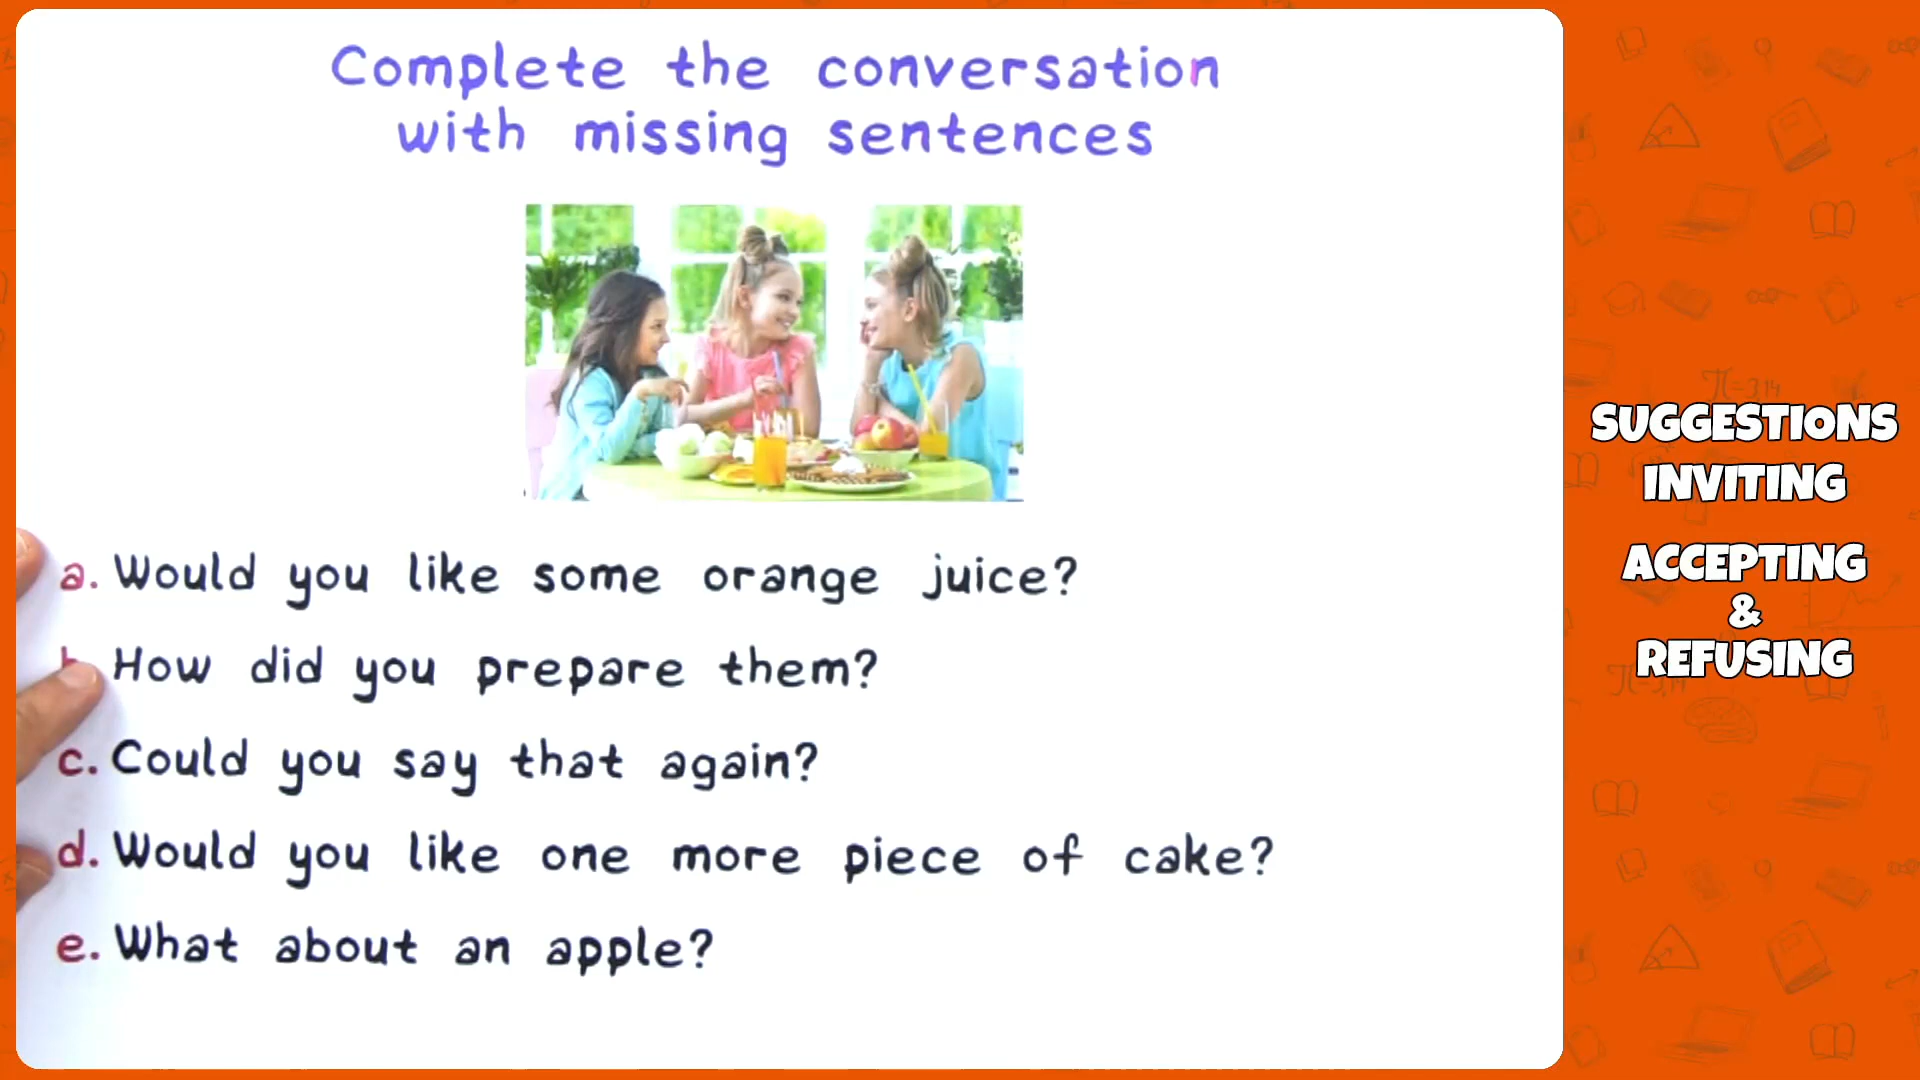 Complete the conversation
with missing sentences
a. Would you like some orange juice?
How did you prepare them?
c. Could you say that again?
d. Would you like one more piece of cake?
e. What about an apple?
SUGGESTIONS
INVITING
ACCEPTING
&
REFUSING